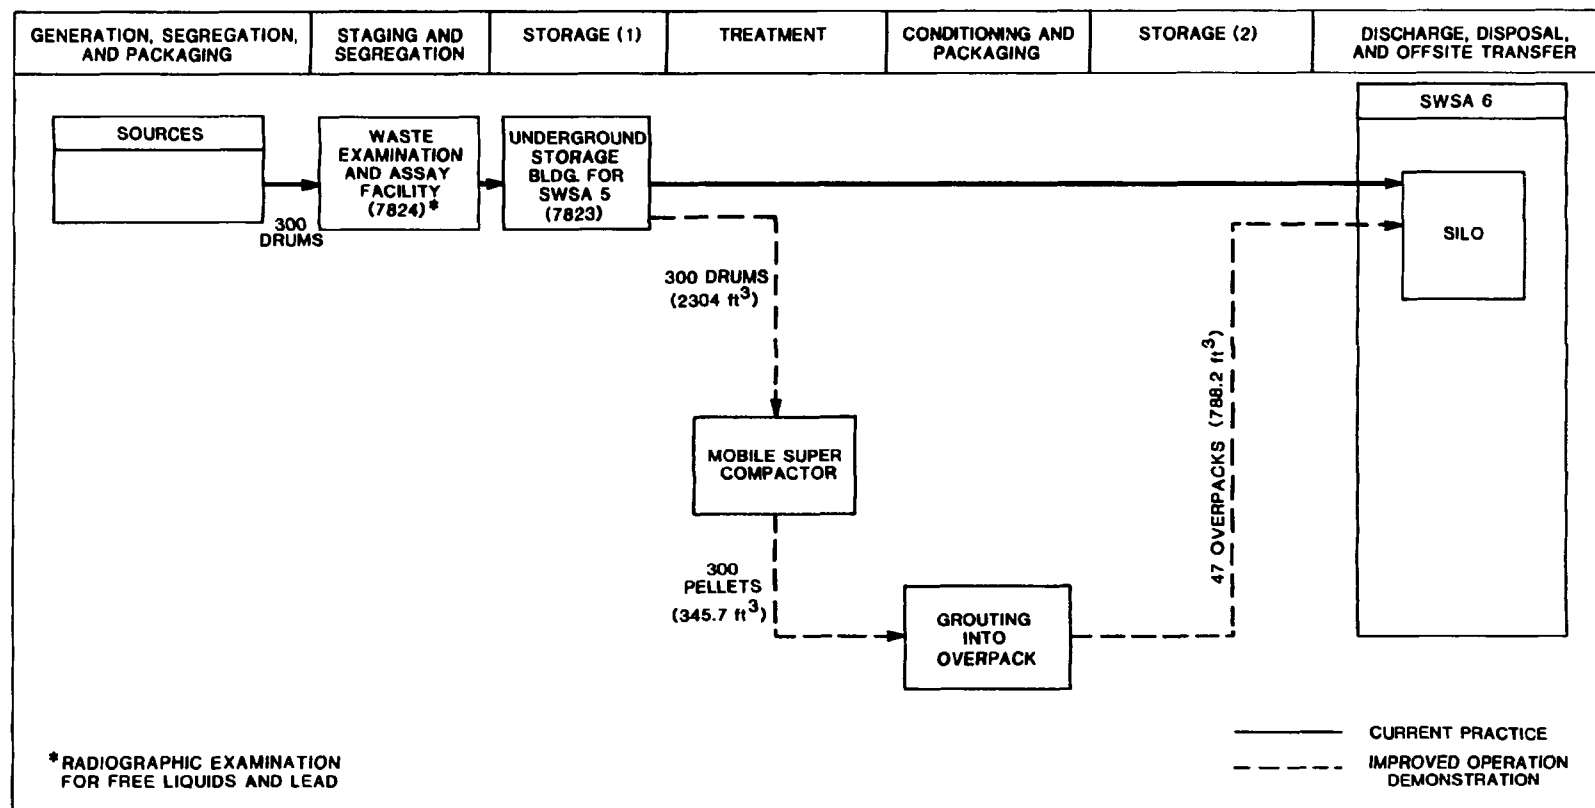 GENERATION, SEGREGATION,
AND PACKAGING
STAGING AND
SEGREGATION
STORAGE (1)
TREATMENT
CONDITIONING AND
PACKAGING
STORAGE (2)
DISCHARGE, DISPOSAL,
AND OFFSITE TRANSFER
SOURCES
300
DRUMS
WASTE
EXAMINATION
AND ASSAY
FACILITY
(7824)*
UNDERGROUND
STORAGE
BLDG. FOR
SWSA 5
(7823)
300 DRUMS
(2304 ft³)
MOBILE SUPER
COMPACTOR
300
PELLETS
(345.7 ft³)
GROUTING
INTO
OVERPACK
47 OVERPACKS (788.2 ft³)
SWSA 6
SILO
*RADIOGRAPHIC EXAMINATION
FOR FREE LIQUIDS AND LEAD
CURRENT PRACTICE
IMPROVED OPERATION
DEMONSTRATION